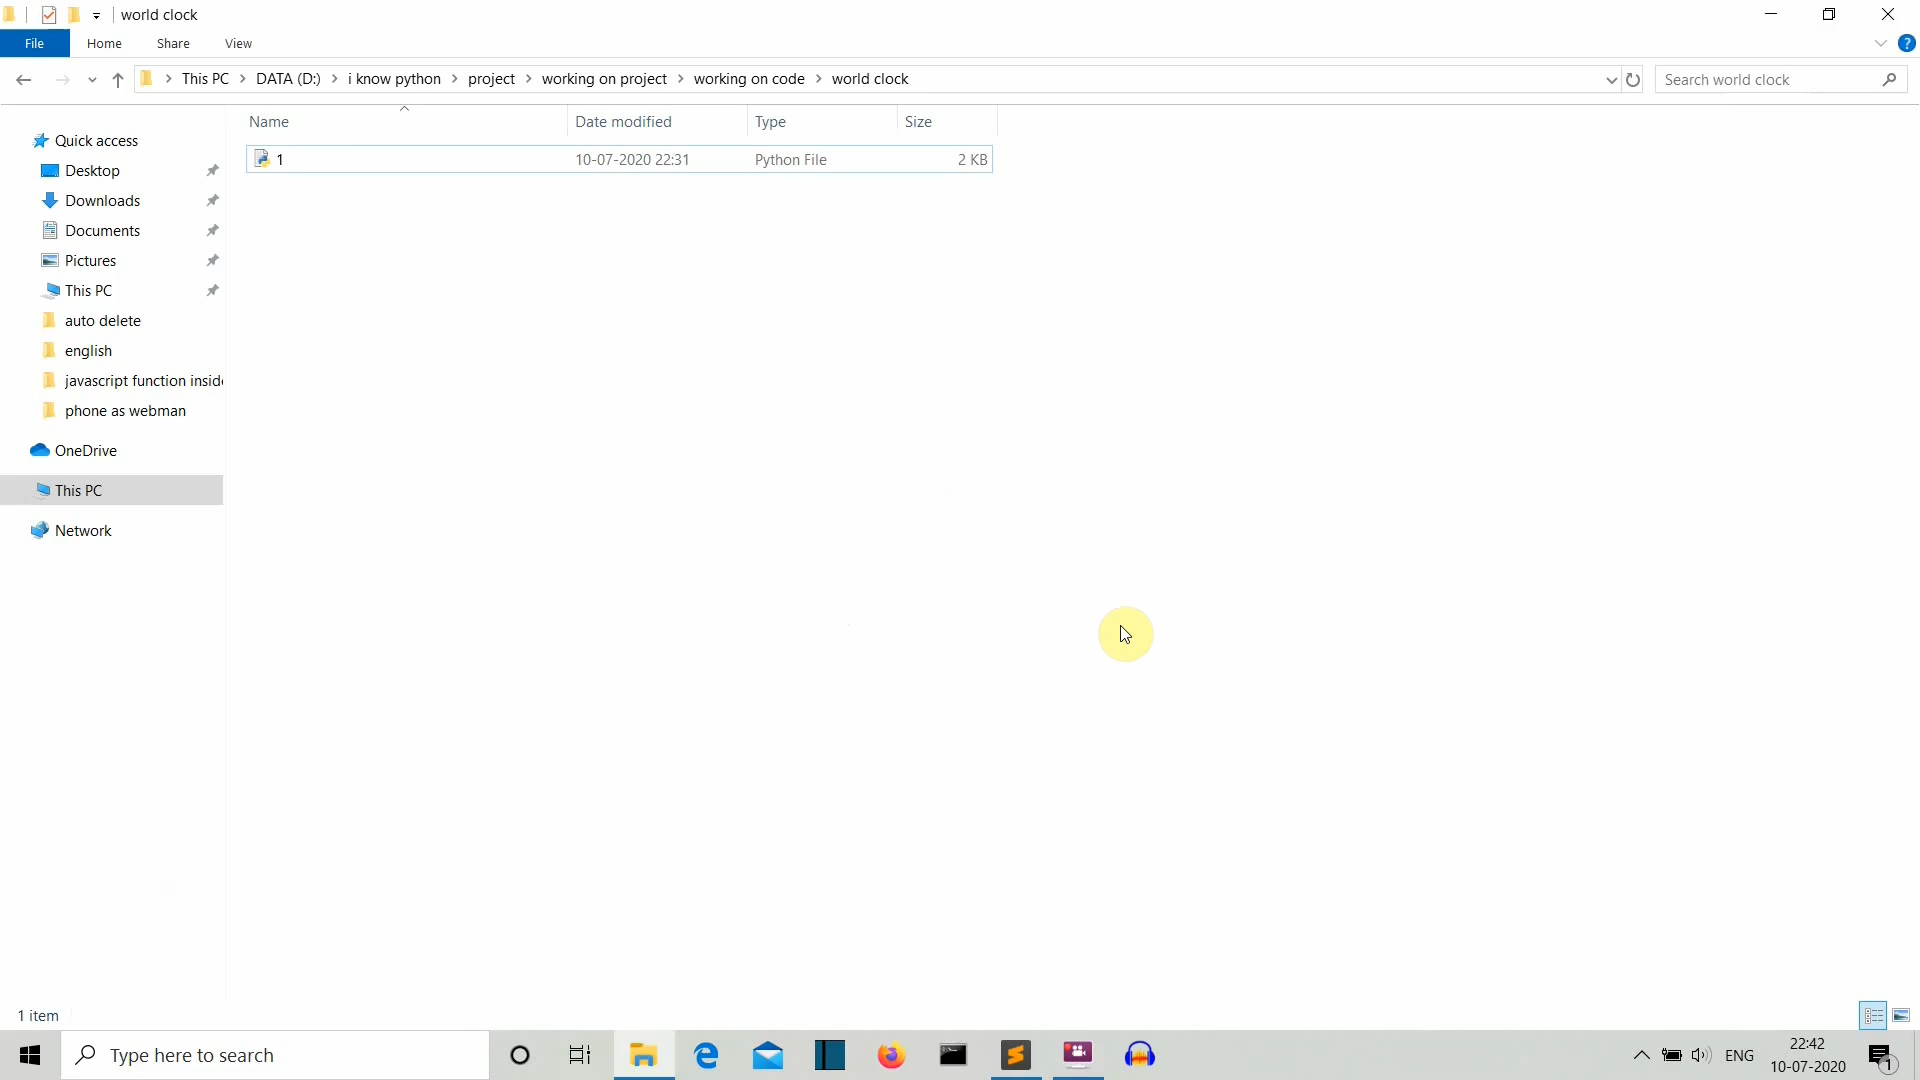 world clock
File Home Share View
This PC DATA (D:) i know python project working on project working on code world clock
Search world clock
Name Date modified Type Size
1 10-07-2020 22:31 Python File 2 KB
Quick access
Desktop
Downloads
Documents
Pictures
This PC
auto delete
english
javascript function insid
phone as webman
OneDrive
This PC
Network
1 item
Type here to search
ENG
22:42
10-07-2020
1